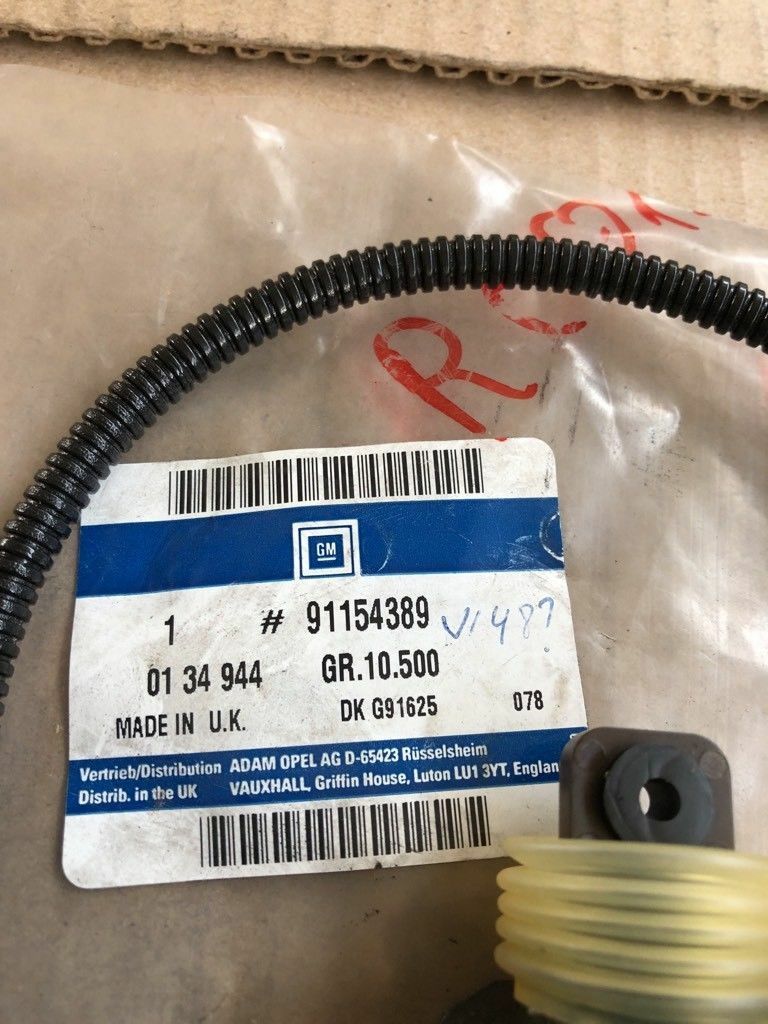 GM
1 # 91154389
01 34 944 GR.10.500
MADE IN U.K. DK G91625 078
Vertrieb/Distribution ADAM OPEL AG D-65423 Rüsselsheim
Distrib. in the UK VAUXHALL, Griffin House, Luton LU1 3YT, Englan